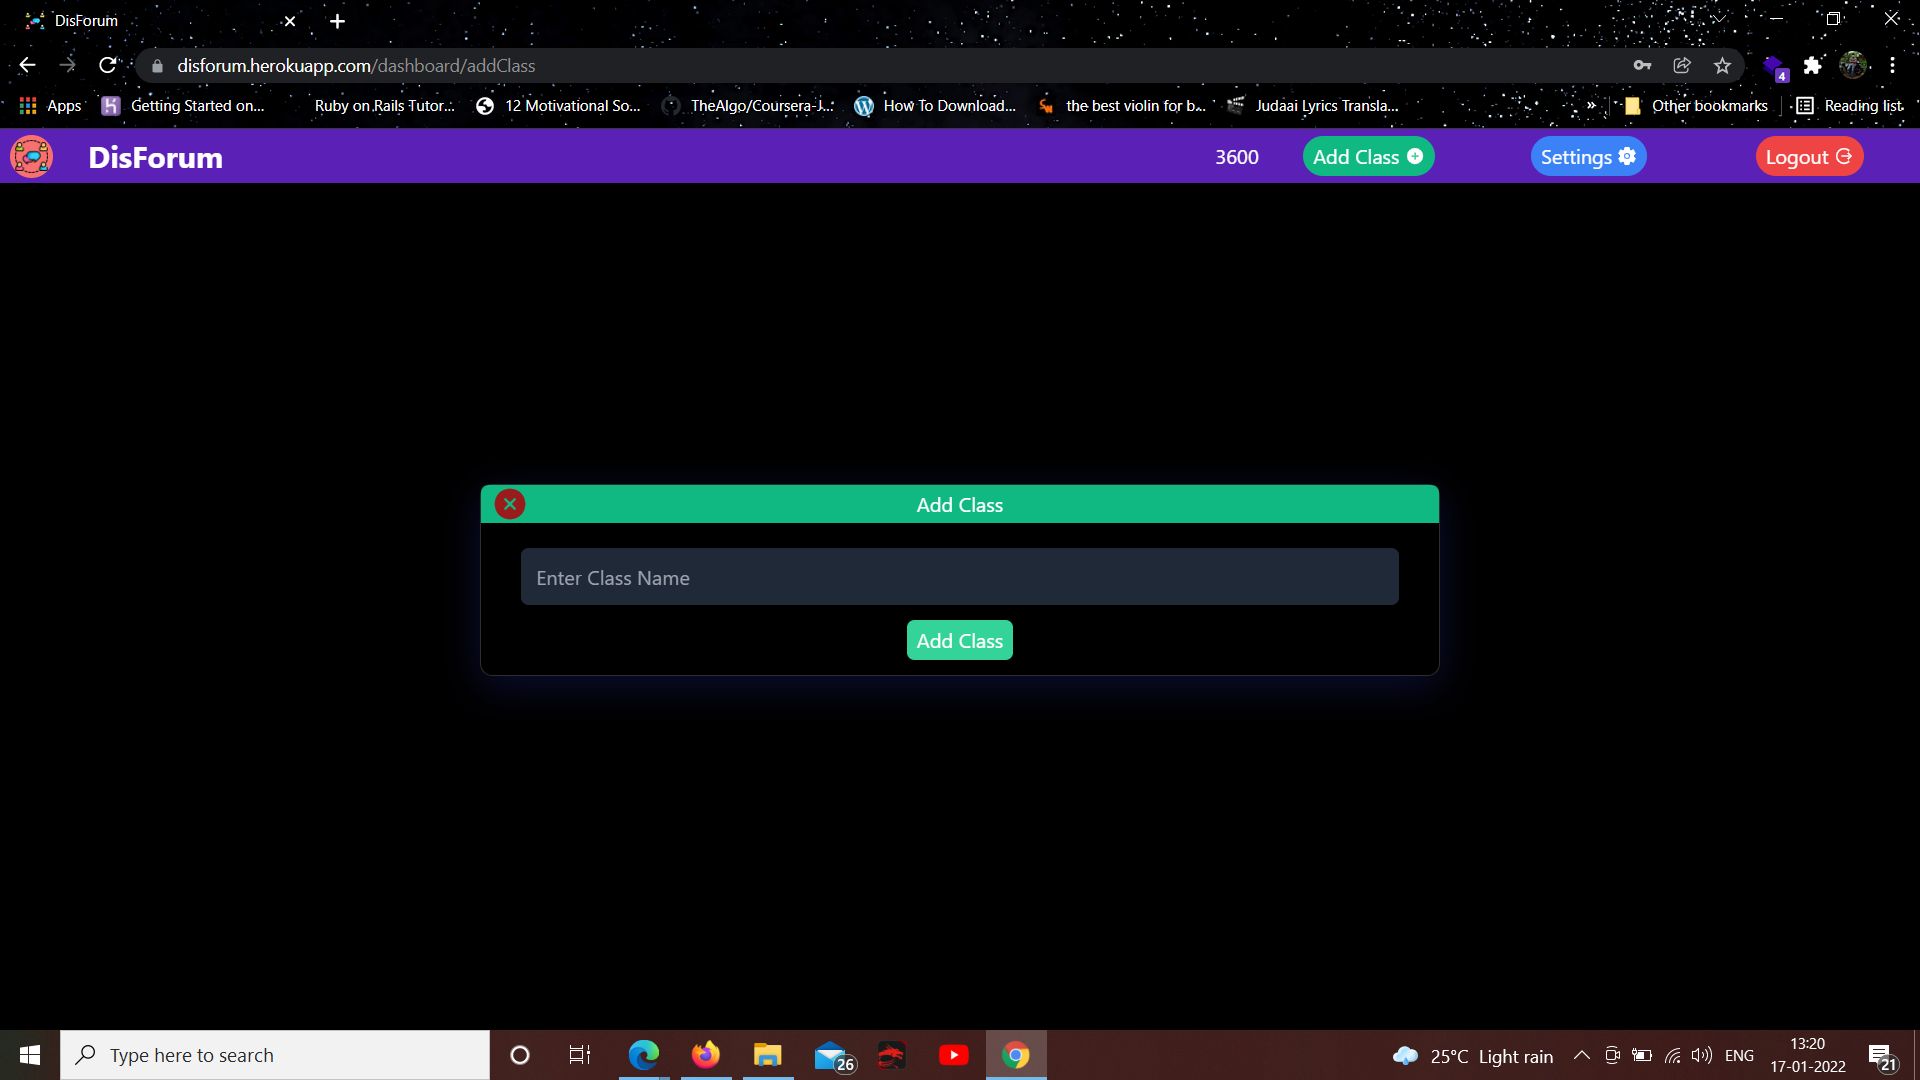 DisForum
disforum.herokuapp.com/dashboard/addClass
4
Apps Getting Started on... Ruby on Rails Tutor... 12 Motivational So... TheAlgo/Coursera-J... How To Download... the best violin for b... Judaai Lyrics Transla... » Other bookmarks Reading list
DisForum 3600 Add Class Settings Logout
Add Class
Enter Class Name
Add Class
Type here to search 26 25°C Light rain ENG 13:20
17-01-2022 21